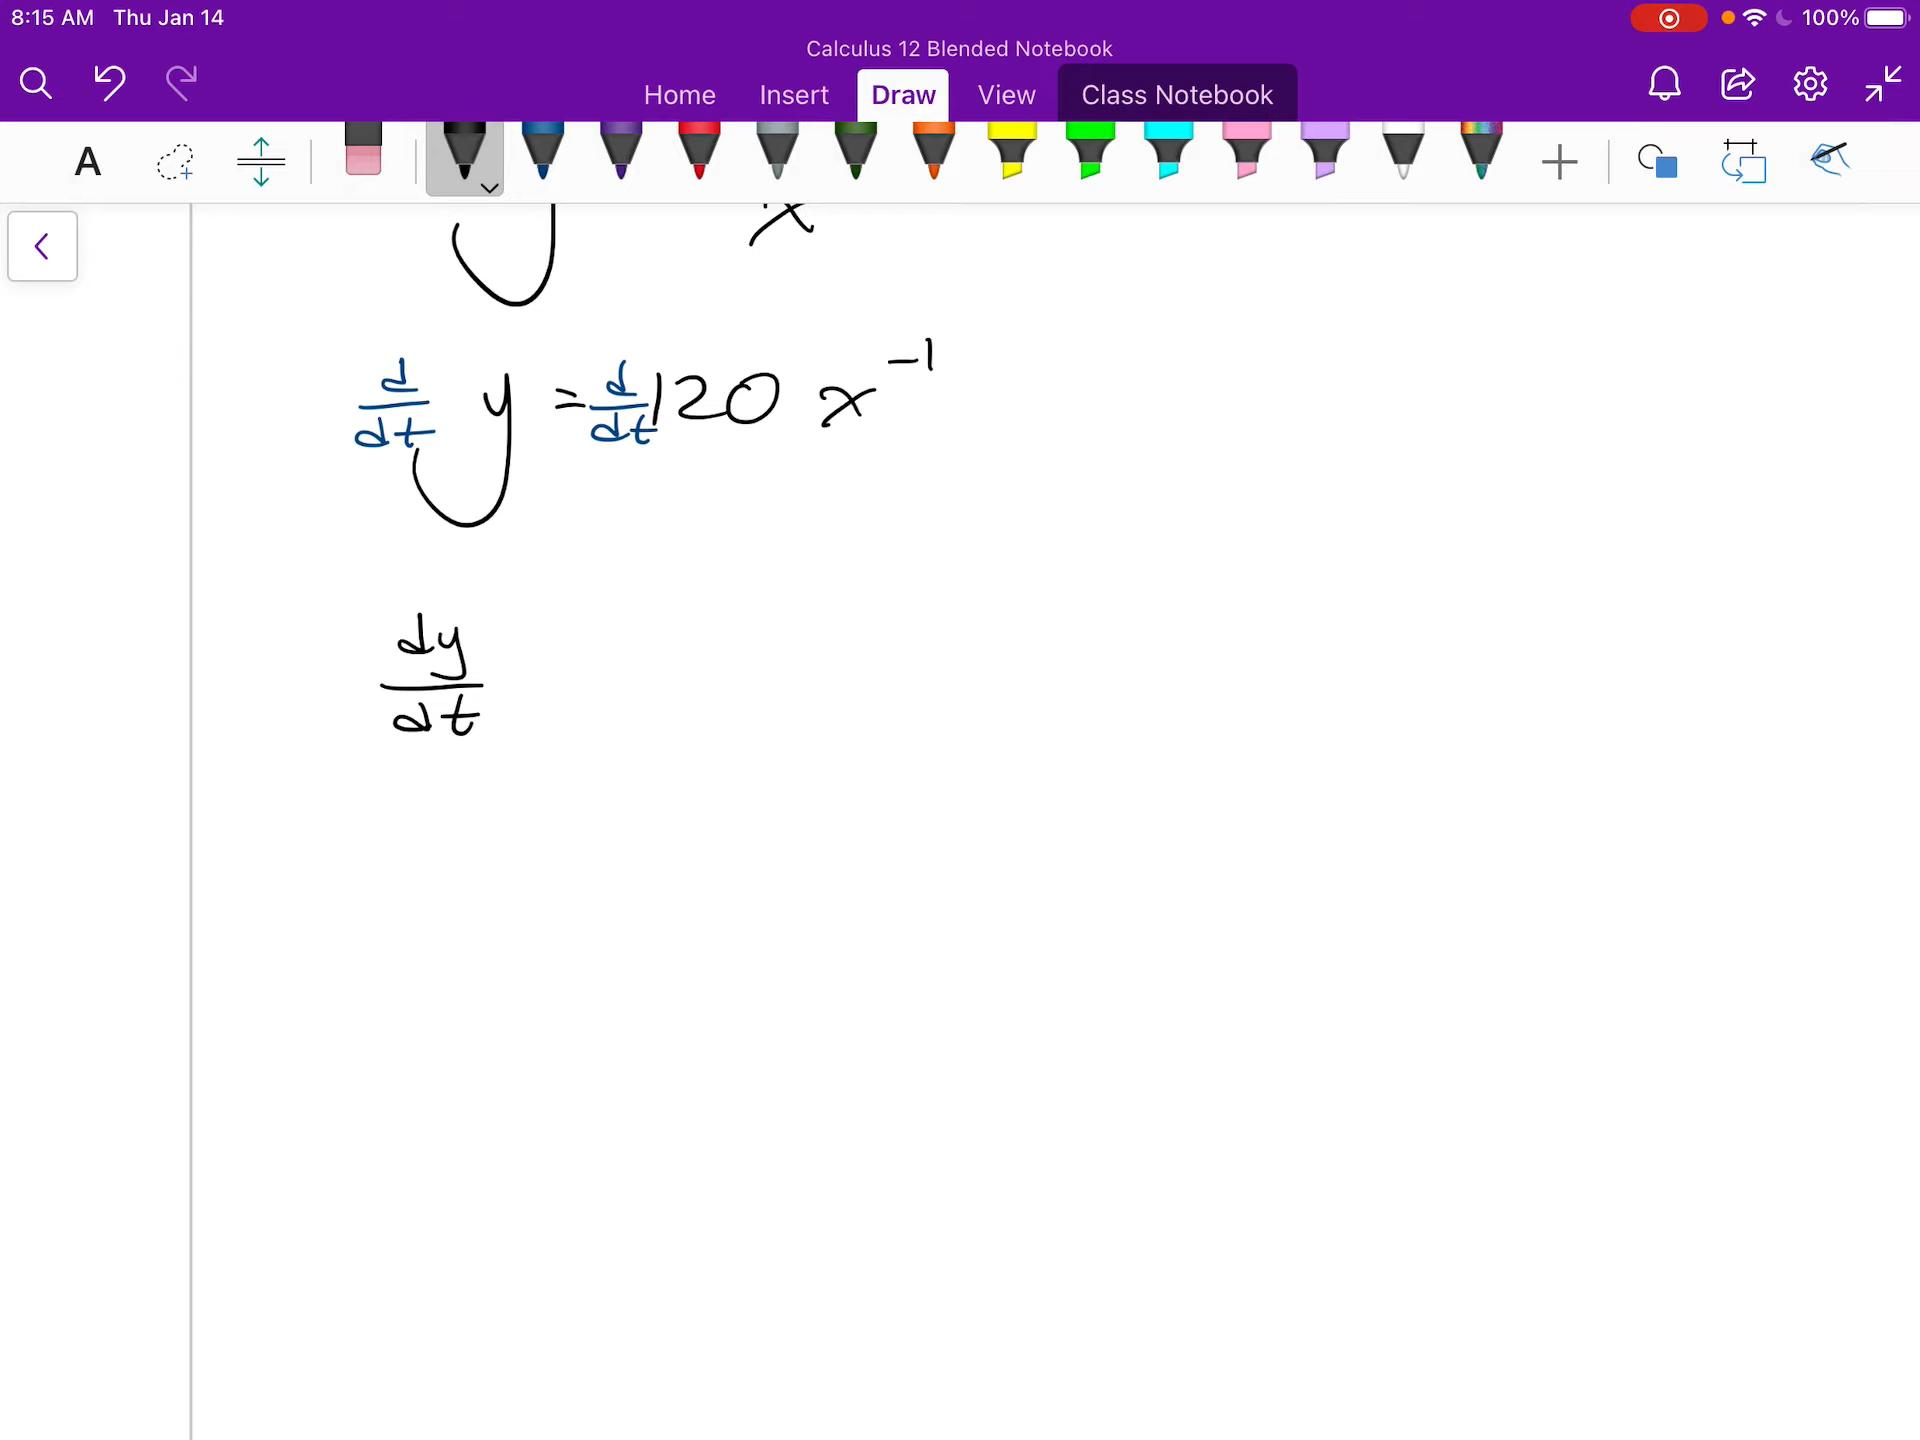 8:15 AM Thu Jan 14
100%
Calculus 12 Blended Notebook
Home Insert Draw View Class Notebook
A
y x
d/dt y = d/dt 120 x⁻¹
dy/dt